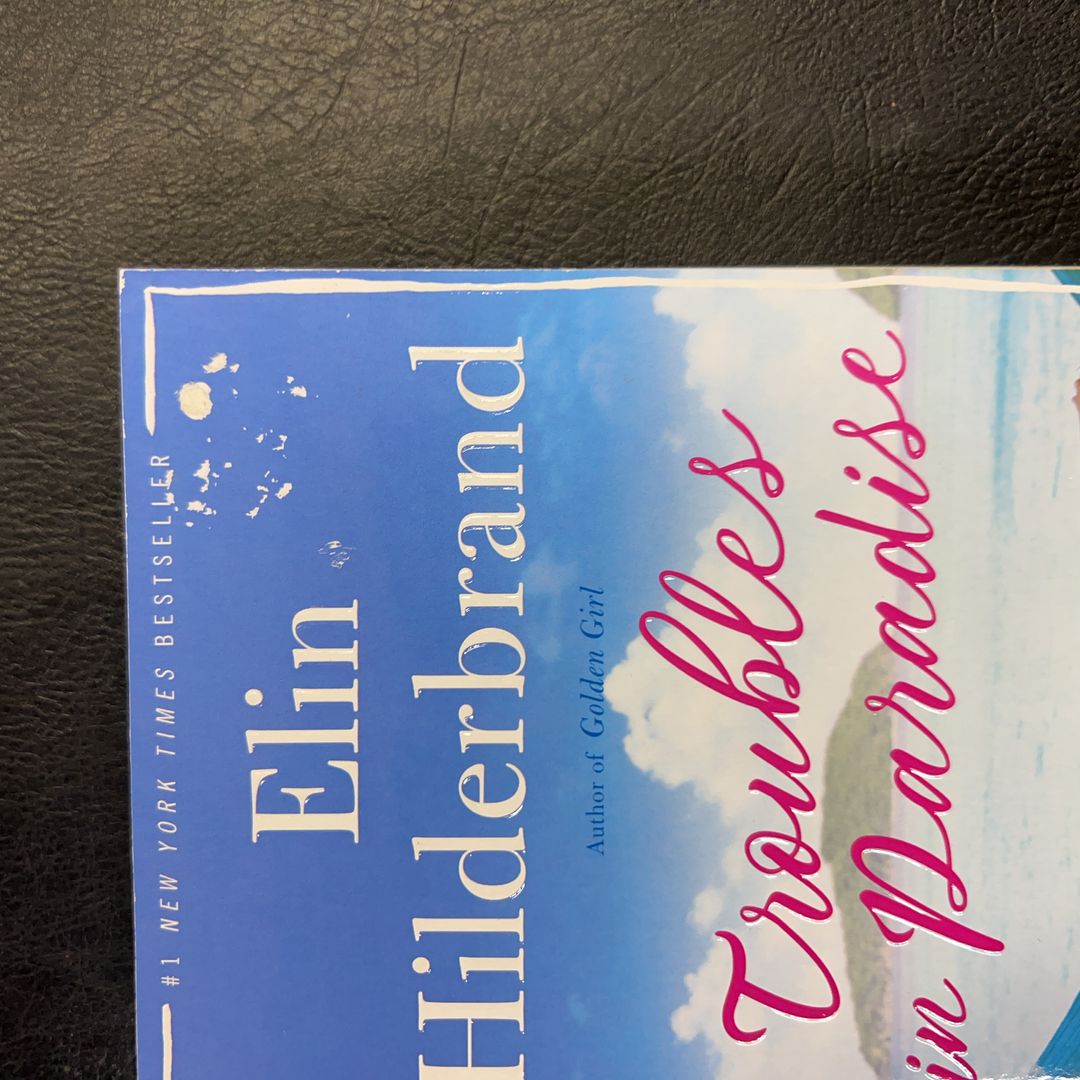 #1 NEW YORK TIMES BESTSELLER
Elin
Hilderbrand
Author of Golden Girl
Troubles
in Paradise